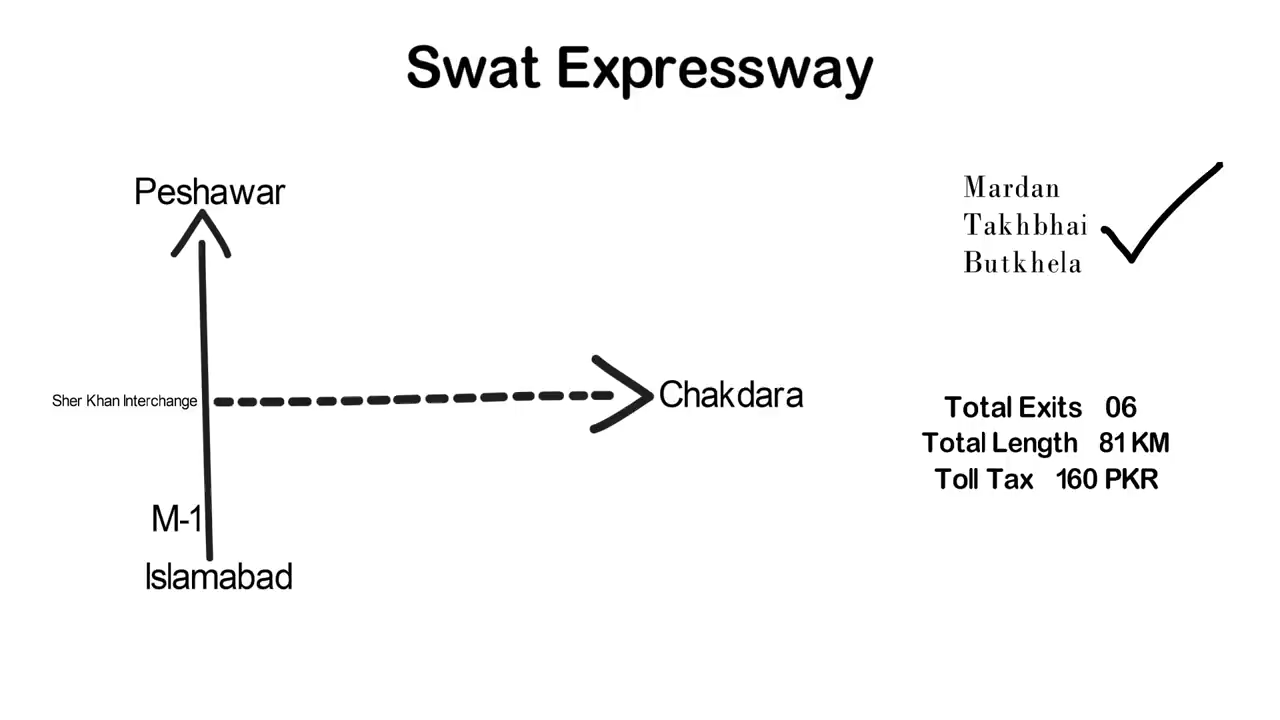 Swat Expressway
Peshawar
Mardan
Takhbhai
Butkhela
Sher Khan Interchange
Chakdara
Total Exits 06
Total Length 81 KM
Toll Tax 160 PKR
M-1
Islamabad